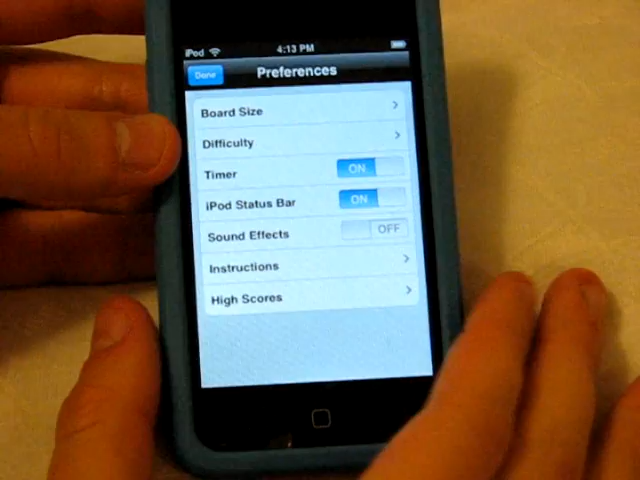 iPod 4:13 PM
Done Preferences
Board Size
Difficulty
Timer ON
iPod Status Bar ON
Sound Effects OFF
Instructions
High Scores